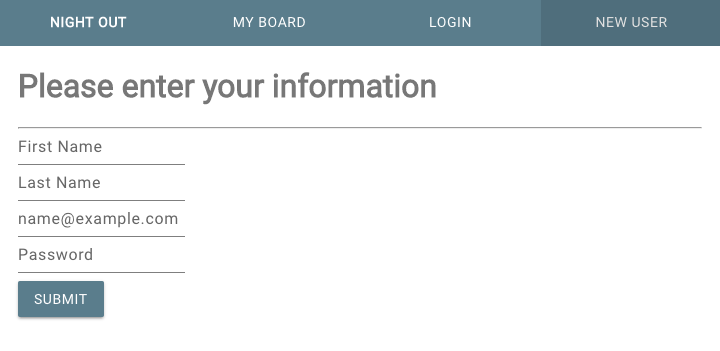 NIGHT OUT MY BOARD LOGIN NEW USER
Please enter your information
First Name
Last Name
name@example.com
Password
SUBMIT